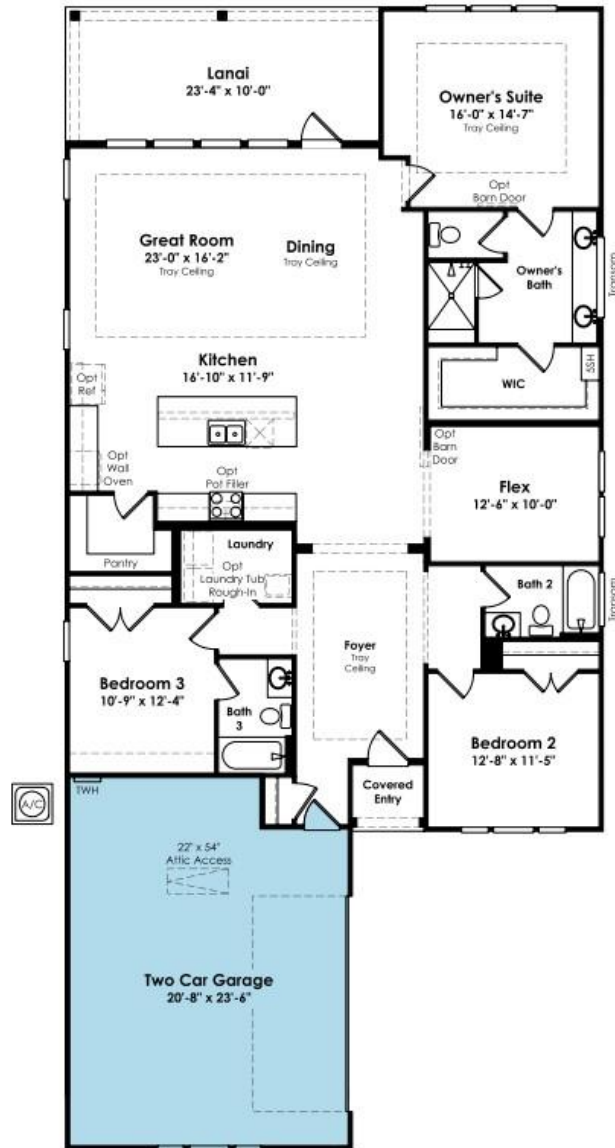 Lanai
23'-4" x 10'-0"
Owner's Suite
16'-0" x 14'-7"
Tray Ceiling
Opt
Barn Door
Great Room
23'-0" x 16'-2"
Tray Ceiling
Dining
Tray Ceiling
Owner's
Bath
Transom
Kitchen
16'-10" x 11'-9"
Opt
Ref
WIC
5SH
Opt
Wall
Oven
Opt
Pot Filler
Opt
Barn
Door
Flex
12'-6" x 10'-0"
Pantry
Laundry
Opt
Laundry Tub
Rough-In
Bath 2
Transom
Foyer
Tray
Ceiling
Bedroom 3
10'-9" x 12'-4"
Bath
3
Bedroom 2
12'-8" x 11'-5"
Covered
Entry
A/C
TWH
22" x 54"
Attic Access
Two Car Garage
20'-8" x 23'-6"